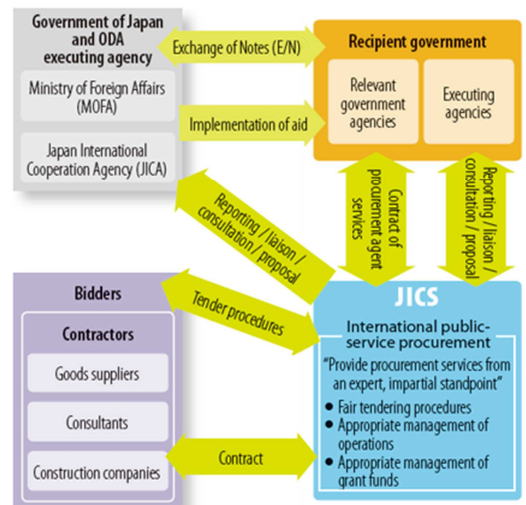 Government of Japan
and ODA
executing agency
Ministry of Foreign Affairs
(MOFA)
Japan International
Cooperation Agency (JICA)
Exchange of Notes (E/N)
Implementation of aid
Recipient government
Relevant
government
agencies
Executing
agencies
Reporting / liaison /
consultation / proposal
Contract of
procurement agent
services
Reporting / liaison /
consultation / proposal
Bidders
Contractors
Goods suppliers
Consultants
Construction companies
Tender procedures
Contract
JICS
International public-
service procurement
“Provide procurement services from
an expert, impartial standpoint”
● Fair tendering procedures
● Appropriate management of
operations
● Appropriate management of
grant funds